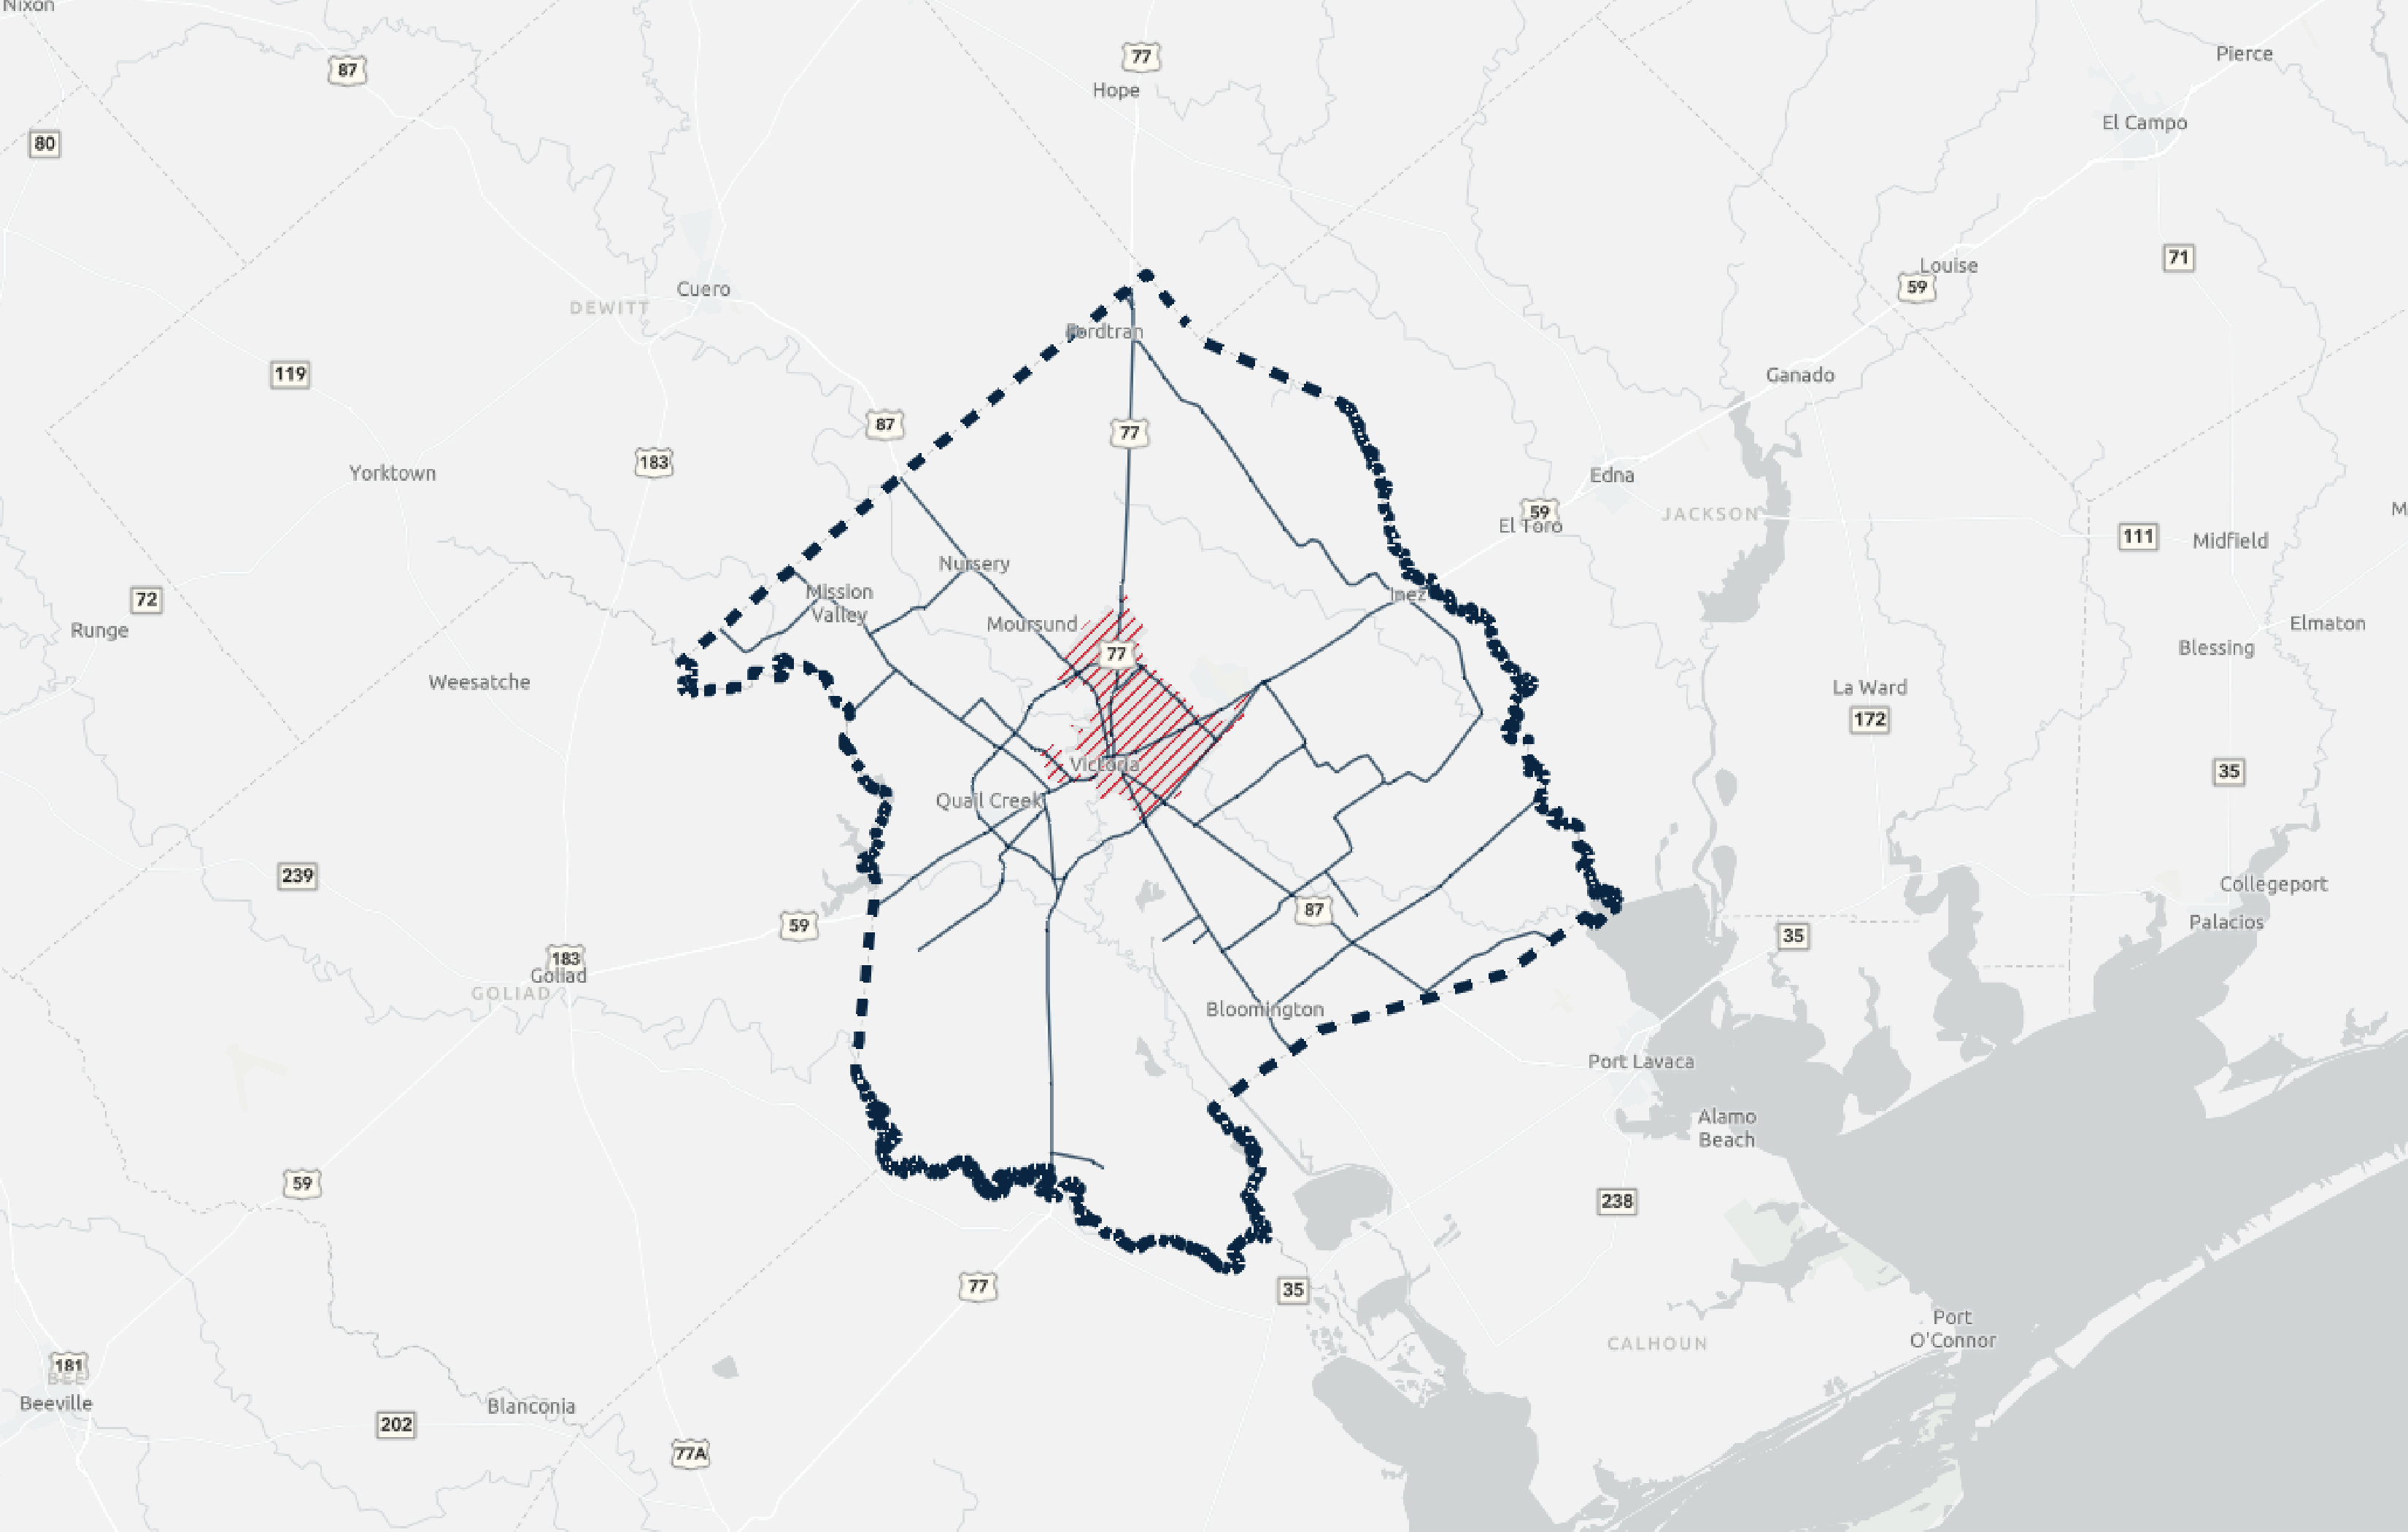 Nixon
77
Pierce
87
Hope
El Campo
80
71
Louise
59
Cuero
DEWITT
Fordtran
119
Ganado
87
77
183
Yorktown
Edna
59
JACKSON
El Toro
111
Midfield
M
Nursery
Mission
Valley
Inez
72
Runge
Moursund
Elmaton
Blessing
77
Weesatche
La Ward
172
Victoria
35
Quail Creek
239
Collegeport
87
59
Palacios
35
183
Goliad
GOLIAD
Bloomington
Port Lavaca
Alamo
Beach
59
238
77
35
Port
O'Connor
CALHOUN
181
BEE
Beeville
Blanconia
202
77A